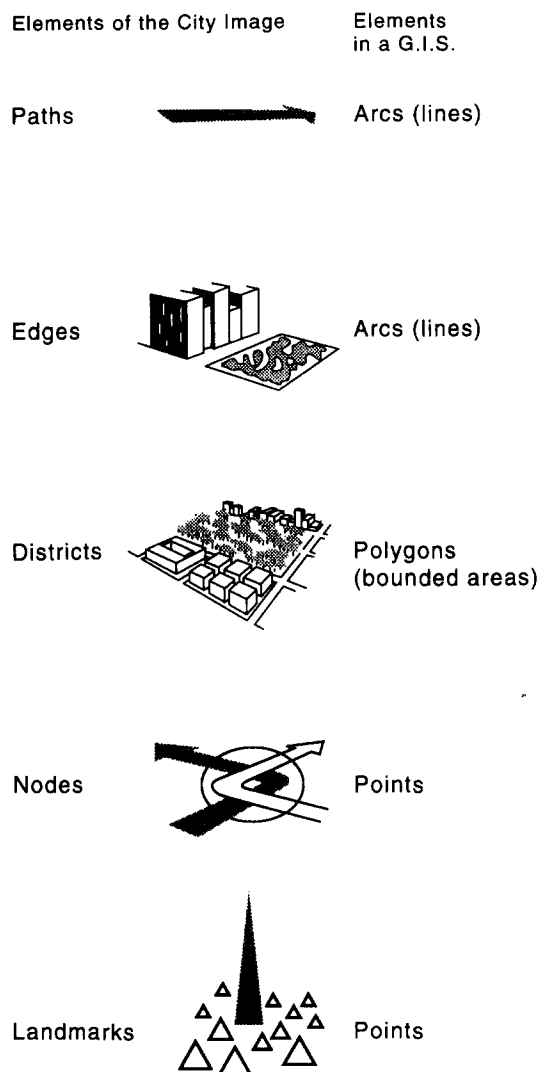 Elements of the City Image
Elements
in a G.I.S.
Paths
Arcs (lines)
Edges
Arcs (lines)
Districts
Polygons
(bounded areas)
Nodes
Points
Landmarks
Points